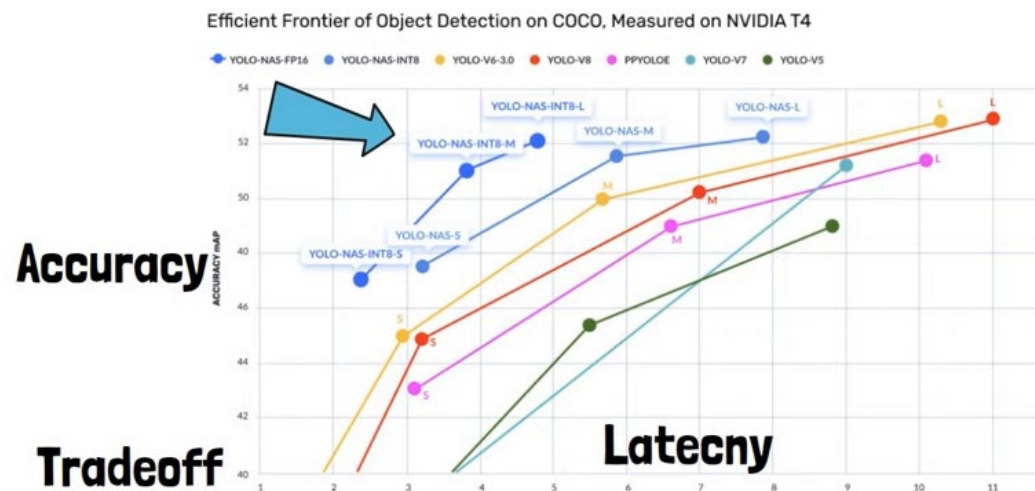 Efficient Frontier of Object Detection on COCO, Measured on NVIDIA T4
YOLO-NAS-FP16 YOLO-NAS-INT8 YOLO-V6-3.0 YOLO-V8 PPYOLOE YOLO-V7 YOLO-V5
54
YOLO-NAS-INT8-L
YOLO-NAS-L
L
L
YOLO-NAS-M
52
YOLO-NAS-INT8-M
L
M
50
M
M
YOLO-NAS-S
40
YOLO-NAS-INT8-S
Accuracy
ACCURACY mAP
46
S
S
44
S
42
Latecny
Tradeoff
40
1 2 3 4 5 6 7 8 9 10 11